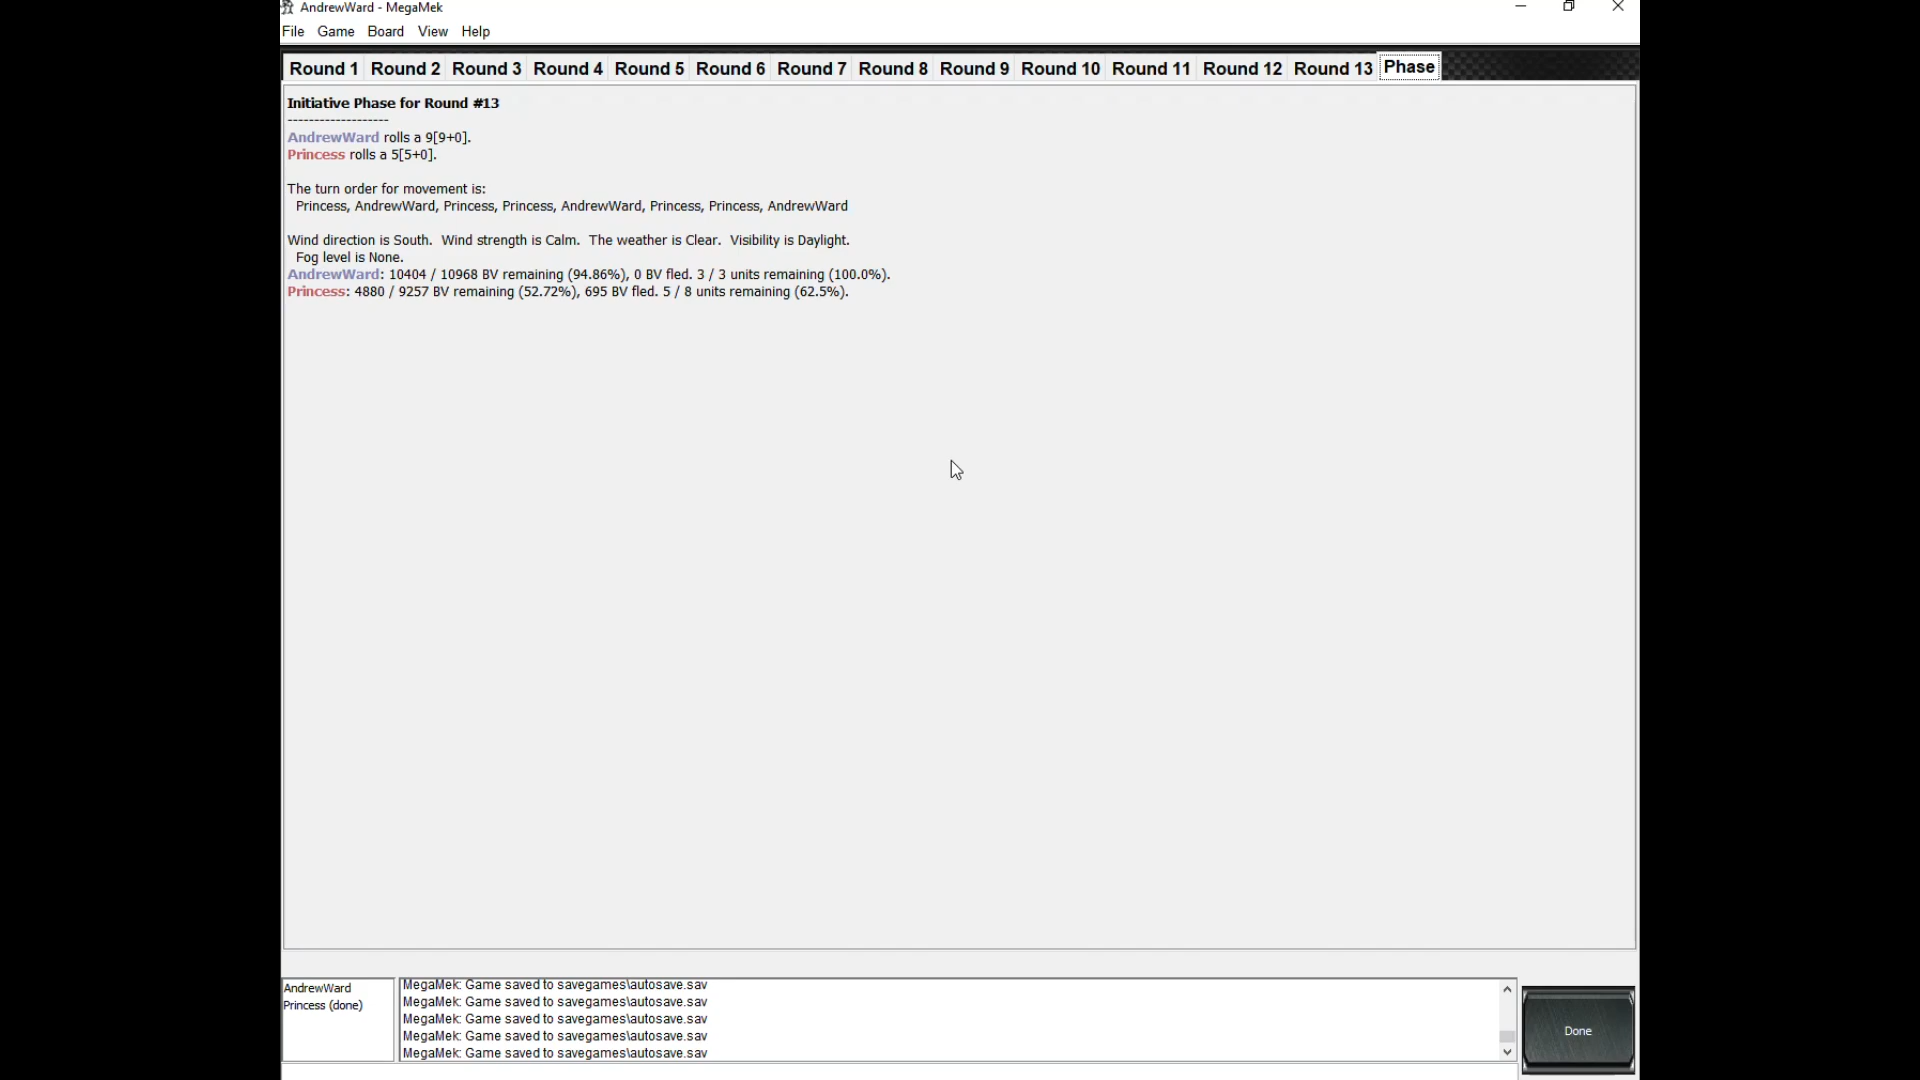 AndrewWard - MegaMek
File Game Board View Help
Round 1 Round 2 Round 3 Round 4 Round 5 Round 6 Round 7 Round 8 Round 9 Round 10 Round 11 Round 12 Round 13 Phase
Initiative Phase for Round #13
-------------------
AndrewWard rolls a 9[9+0].
Princess rolls a 5[5+0].
The turn order for movement is:
Princess, AndrewWard, Princess, Princess, AndrewWard, Princess, Princess, AndrewWard
Wind direction is South. Wind strength is Calm. The weather is Clear. Visibility is Daylight.
Fog level is None.
AndrewWard: 10404 / 10968 BV remaining (94.86%), 0 BV fled. 3 / 3 units remaining (100.0%).
Princess: 4880 / 9257 BV remaining (52.72%), 695 BV fled. 5 / 8 units remaining (62.5%).
AndrewWard
Princess (done)
MegaMek: Game saved to savegames\autosave.sav
MegaMek: Game saved to savegames\autosave.sav
MegaMek: Game saved to savegames\autosave.sav
MegaMek: Game saved to savegames\autosave.sav
MegaMek: Game saved to savegames\autosave.sav
Done